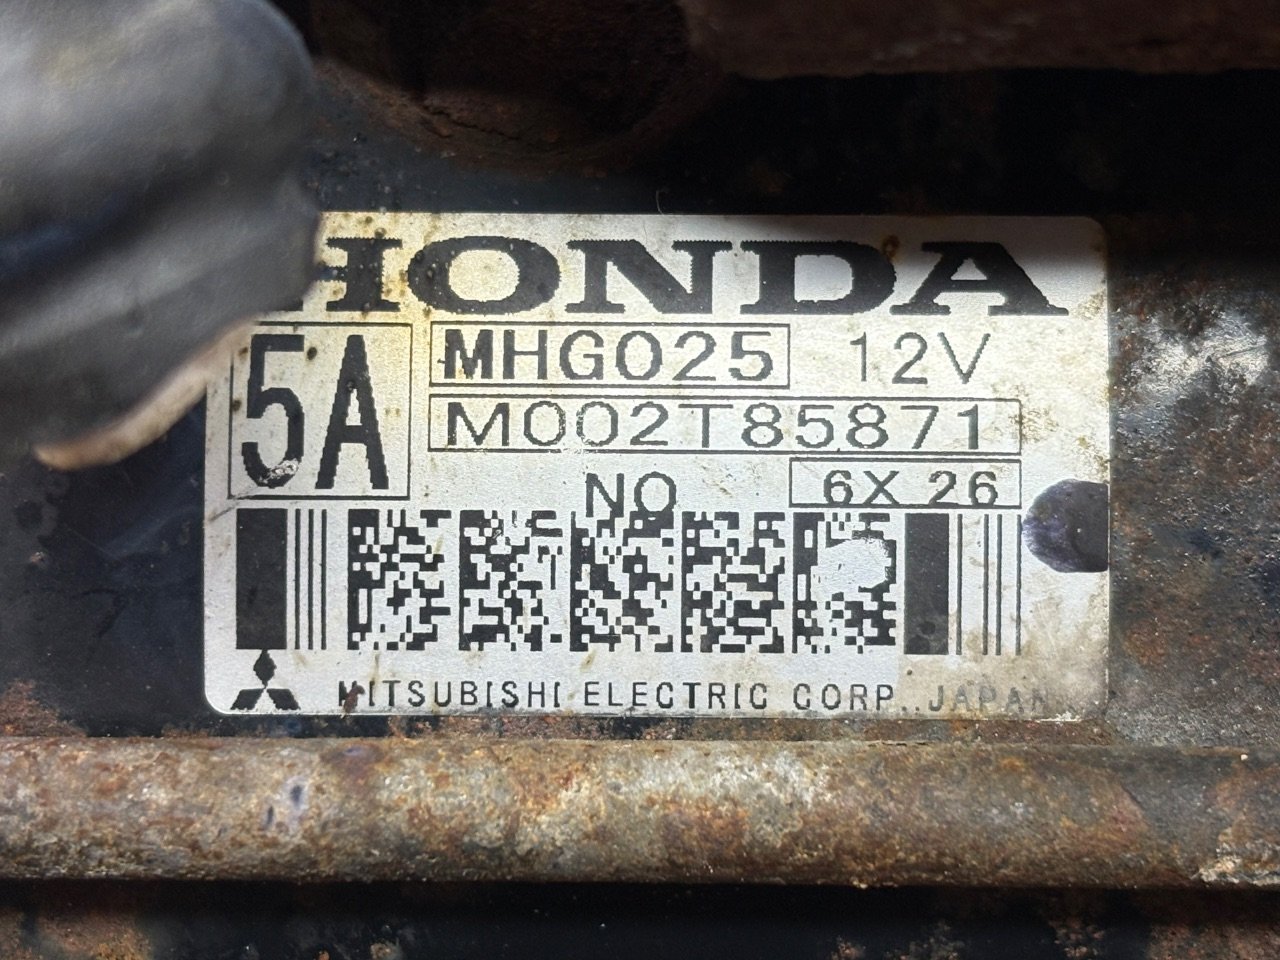 HONDA
5A
MHG025 12V
M002T85871
NO 6X 26
MITSUBISHI ELECTRIC CORP., JAPAN